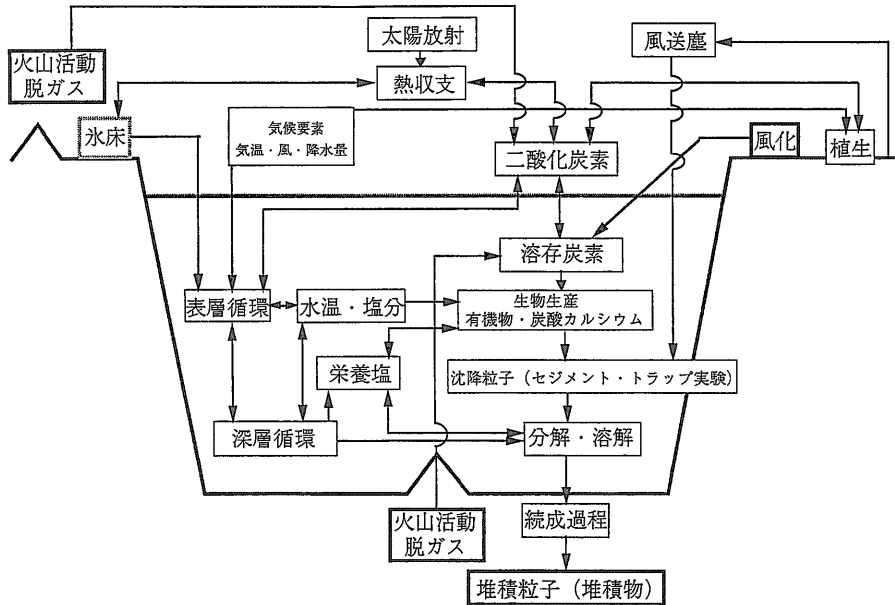 太陽放射
風送塵
火山活動
脱ガス
熱収支
氷床
気候要素
気温・風・降水量
二酸化炭素
風化
植生
溶存炭素
表層循環
水温・塩分
生物生産
有機物・炭酸カルシウム
栄養塩
沈降粒子（セジメント・トラップ実験）
深層循環
分解・溶解
火山活動
脱ガス
続成過程
堆積粒子（堆積物）